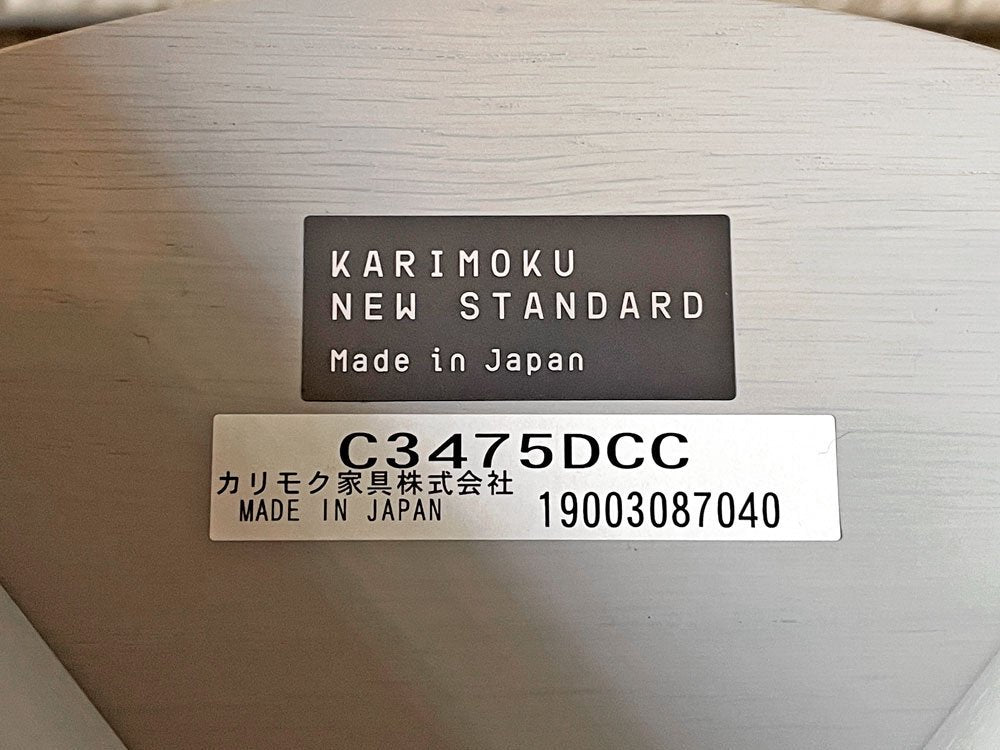 KARIMOKU
NEW STANDARD
Made in Japan
C3475DCC
カリモク家具株式会社
MADE IN JAPAN
19003087040